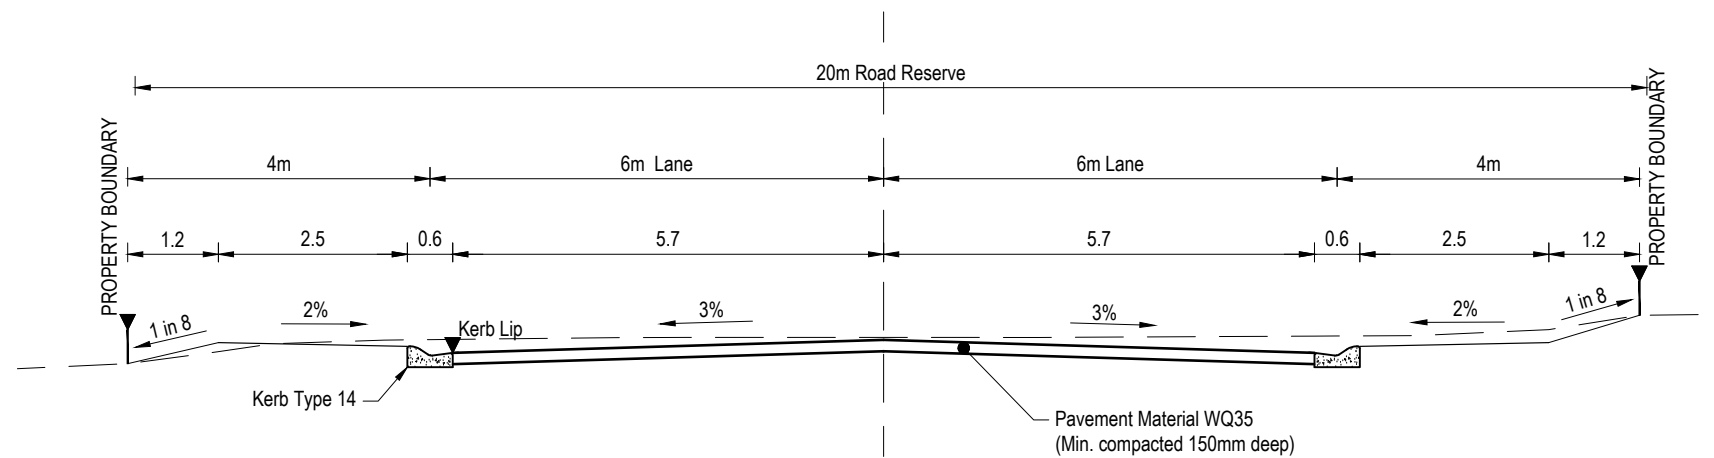 20m Road Reserve
PROPERTY BOUNDARY
PROPERTY BOUNDARY
4m
6m Lane
6m Lane
4m
1.2
2.5
0.6
5.7
5.7
0.6
2.5
1.2
1 in 8
2%
3%
3%
2%
1 in 8
Kerb Lip
Kerb Type 14
Pavement Material WQ35
(Min. compacted 150mm deep)